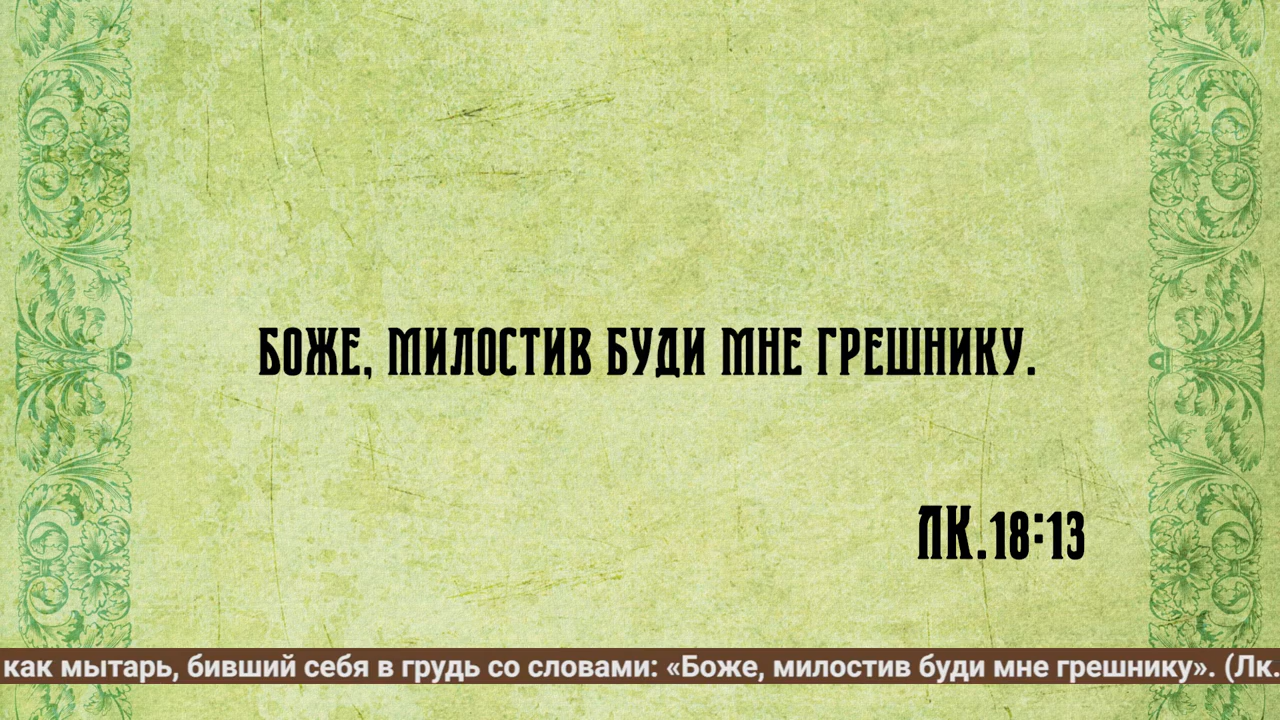 БОЖЕ, МИЛОСТИВ БУДИ МНЕ ГРЕШНИКУ.
ЛК.18:13
как мытарь, бивший себя в грудь со словами: «Боже, милостив буди мне грешнику». (Лк.